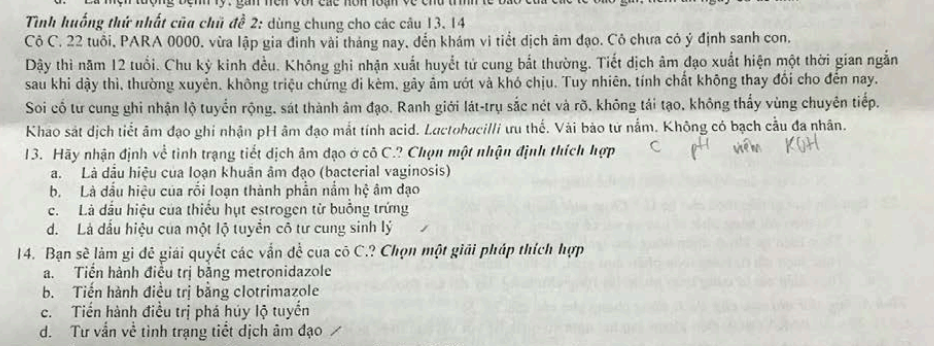 Tình huống thứ nhất của chủ đề 2: dùng chung cho các câu 13, 14
Cô C. 22 tuổi, PARA 0000, vừa lập gia đình vài tháng nay, đến khám vì tiết dịch âm đạo. Cô chưa có ý định sanh con.
Dậy thì năm 12 tuổi. Chu kỳ kinh đều. Không ghi nhận xuất huyết tử cung bất thường. Tiết dịch âm đạo xuất hiện một thời gian ngắn
sau khi dậy thì, thường xuyên, không triệu chứng đi kèm, gây ẩm ướt và khó chịu. Tuy nhiên, tính chất không thay đổi cho đến nay.
Soi cổ tử cung ghi nhận lộ tuyến rộng, sát thành âm đạo. Ranh giới lát-trụ sắc nét và rõ, không tái tạo, không thấy vùng chuyển tiếp.
Khảo sát dịch tiết âm đạo ghi nhận pH âm đạo mất tính acid. Lactobacilli ưu thế. Vài bào tử nấm. Không có bạch cầu đa nhân.
13. Hãy nhận định về tình trạng tiết dịch âm đạo ở cô C.? Chọn một nhận định thích hợp C pH viêm KQH
a. Là dấu hiệu của loạn khuẩn âm đạo (bacterial vaginosis)
b. Là dấu hiệu của rối loạn thành phần nấm hệ âm đạo
c. Là dấu hiệu của thiếu hụt estrogen từ buồng trứng
d. Là dấu hiệu của một lộ tuyến cổ tử cung sinh lý
14. Bạn sẽ làm gì để giải quyết các vấn đề của cô C.? Chọn một giải pháp thích hợp
a. Tiến hành điều trị bằng metronidazole
b. Tiến hành điều trị bằng clotrimazole
c. Tiến hành điều trị phá hủy lộ tuyến
d. Tư vấn về tình trạng tiết dịch âm đạo